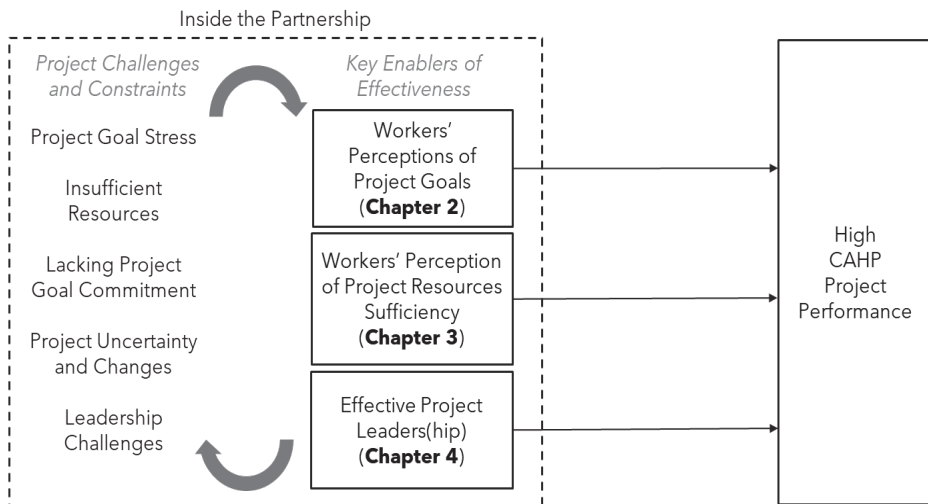 Inside the Partnership
Project Challenges
and Constraints
Project Goal Stress
Insufficient
Resources
Lacking Project
Goal Commitment
Project Uncertainty
and Changes
Leadership
Challenges
Key Enablers of
Effectiveness
Workers'
Perceptions of
Project Goals
(Chapter 2)
Workers' Perception
of Project Resources
Sufficiency
(Chapter 3)
Effective Project
Leaders(hip)
(Chapter 4)
High
CAHP
Project
Performance